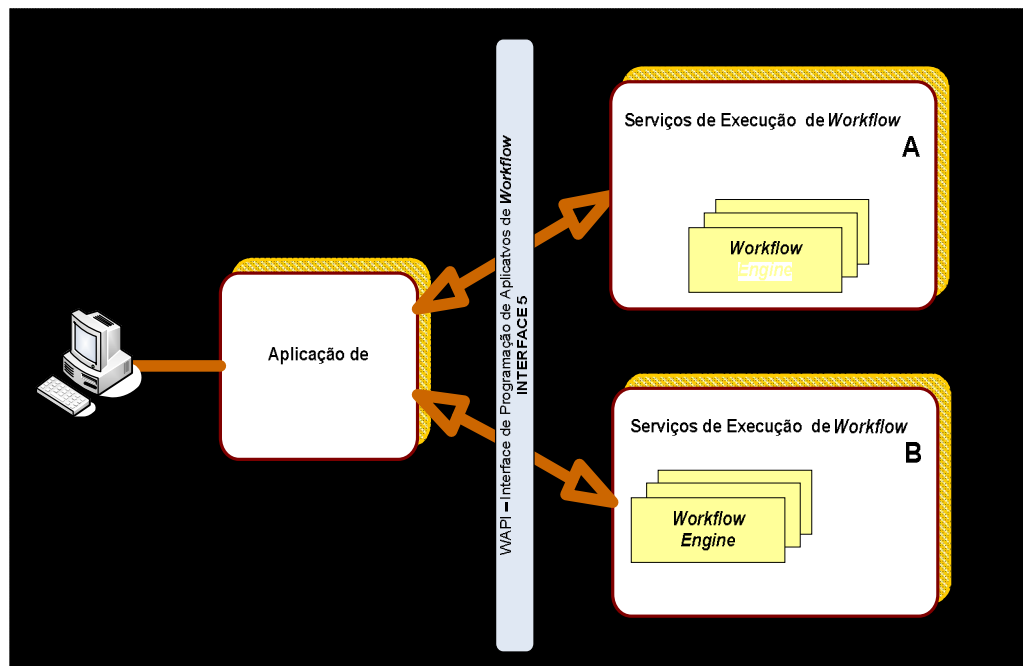 Serviços de Execução de Workflow
A
Workflow
Engine
WAPI – Interface de Programação de Aplicatvos de Workflow
INTERFACE 5
Aplicação de
Serviços de Execução de Workflow
B
Workflow
Engine